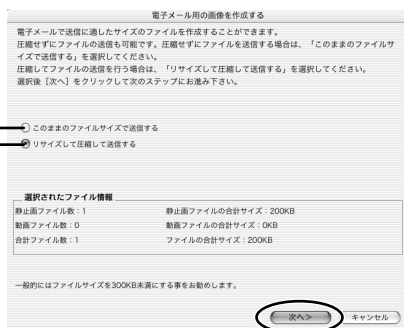 電子メール用の画像を作成する
電子メールで送信に適したサイズのファイルを作成することができます。
圧縮せずにファイルの送信も可能です。圧縮せずにファイルを送信する場合は、「このままのファイルサ
イズで送信する」を選択してください。
圧縮してファイルの送信を行う場合は、「リサイズして圧縮して送信する」を選択してください。
選択後［次へ］をクリックして次のステップにお進み下さい。
このままのファイルサイズで送信する
リサイズして圧縮して送信する
選択されたファイル情報
静止画ファイル数：1 静止画ファイルの合計サイズ：200KB
動画ファイル数：0 動画ファイルの合計サイズ：0KB
合計ファイル数：1 ファイルの合計サイズ：200KB
一般的にはファイルサイズを300KB未満にする事をお勧めします。
次へ> キャンセル